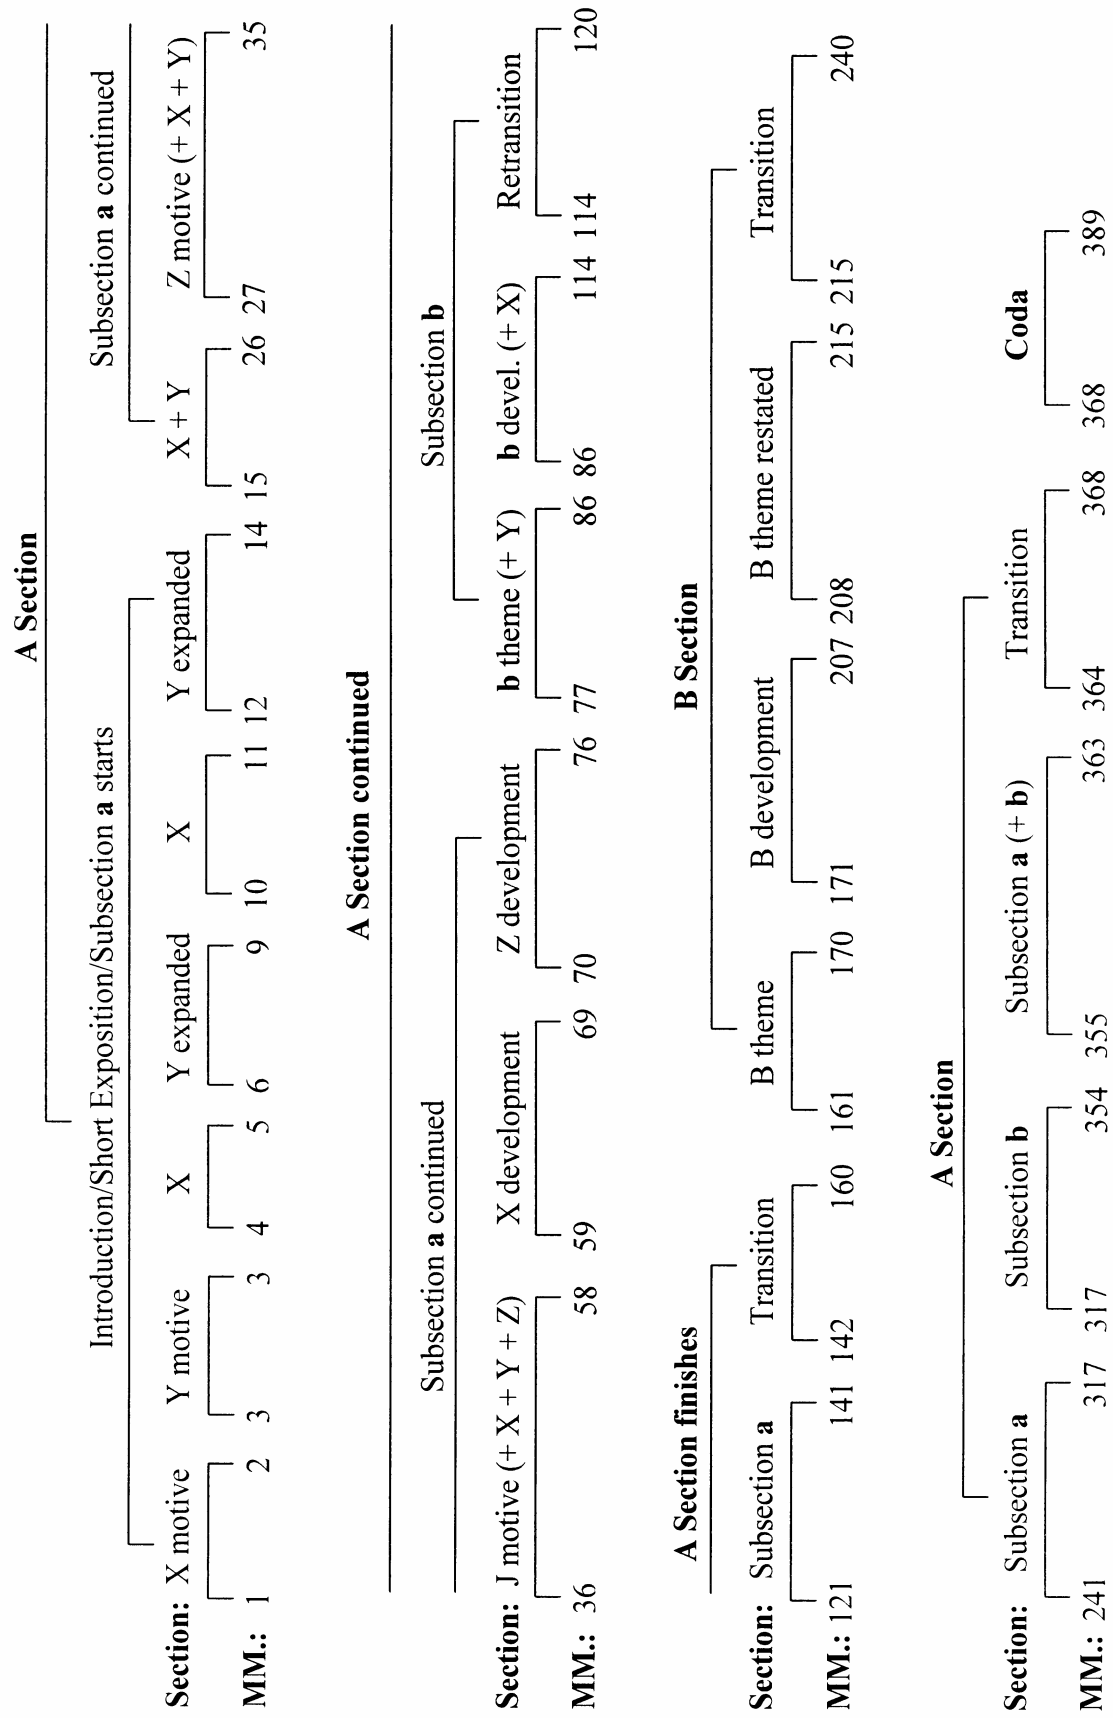 A Section
Introduction/Short Exposition/Subsection a starts Subsection a continued
Section: X motive Y motive X Y expanded X Y expanded X + Y Z motive (+ X + Y)
MM.: 1 2 3 3 4 5 6 9 10 11 12 14 15 26 27 35
A Section continued
Subsection a continued Subsection b
Section: J motive (+ X + Y + Z) X development Z development b theme (+ Y) b devel. (+ X) Retransition
MM.: 36 58 59 69 70 76 77 86 86 114 114 120
A Section finishes B Section
Section: Subsection a Transition B theme B development B theme restated Transition
MM.: 121 141 142 160 161 170 171 207 208 215 215 240
A Section
Section: Subsection a Subsection b Subsection a (+ b) Transition Coda
MM.: 241 317 317 354 355 363 364 368 368 389